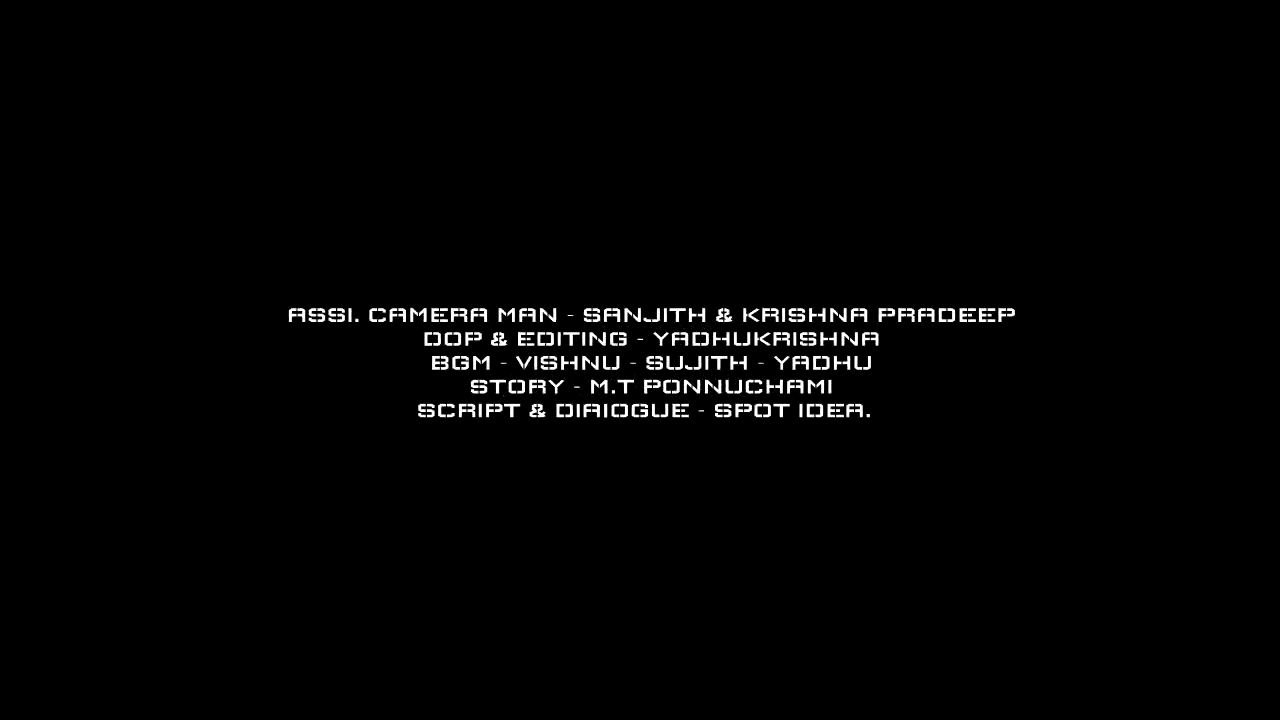 ASSI. CAMERA MAN - SANJITH & KRISHNA PRADEEP
DOP & EDITING - YADHUKRISHNA
BGM - VISHNU - SUJITH - YADHU
STORY - M.T PONNUCHAMI
SCRIPT & DIAIOGUE - SPOT IDEA.